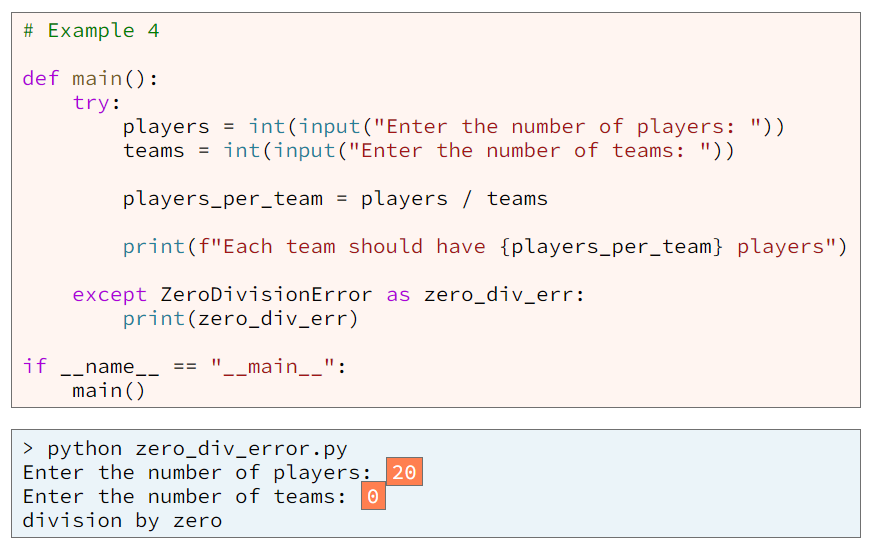 # Example 4
def main():
    try:
        players = int(input("Enter the number of players: "))
        teams = int(input("Enter the number of teams: "))
        players_per_team = players / teams
        print(f"Each team should have {players_per_team} players")
    except ZeroDivisionError as zero_div_err:
        print(zero_div_err)
if __name__ == "__main__":
    main()
> python zero_div_error.py
Enter the number of players: 20
Enter the number of teams: 0
division by zero